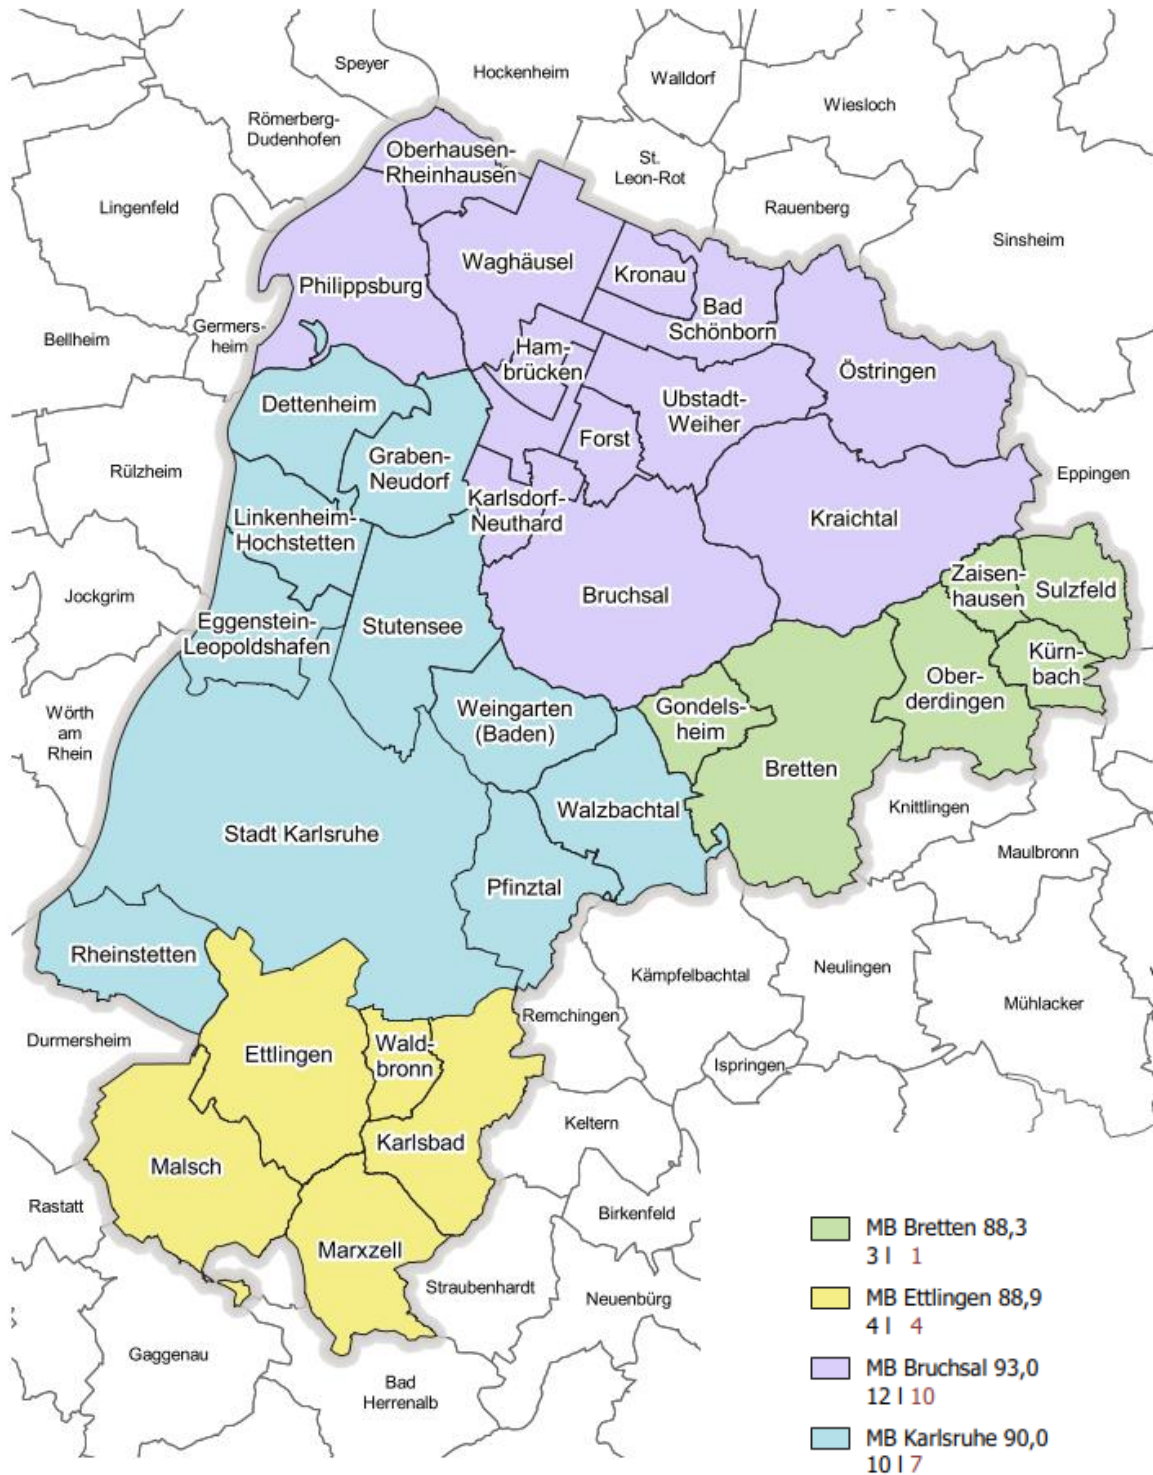 Speyer
Hockenheim
Walldorf
Wiesloch
Römerberg-
Dudenhofen
Oberhausen-
Rheinhausen
St.
Leon-Rot
Lingenfeld
Rauenberg
Sinsheim
Waghäusel
Kronau
Philippsburg
Bad
Schönborn
Germers-
heim
Bellheim
Ham-
brücken
Östringen
Dettenheim
Ubstadt-
Weiher
Forst
Graben-
Neudorf
Rülzheim
Eppingen
Karlsdorf-
Neuthard
Linkenheim-
Hochstetten
Kraichtal
Zaisen-
hausen
Sulzfeld
Jockgrim
Bruchsal
Eggenstein-
Leopoldshafen
Stutensee
Kürn-
bach
Ober-
derdingen
Wörth
am
Rhein
Weingarten
(Baden)
Gondels-
heim
Bretten
Walzbachtal
Knittlingen
Stadt Karlsruhe
Maulbronn
Pfinztal
Rheinstetten
Kämpfelbachtal
Neulingen
Mühlacker
Durmersheim
Remchingen
Ettlingen
Wald-
bronn
Ispringen
Keltern
Karlsbad
Malsch
Rastatt
Birkenfeld
Marxzell
Straubenhardt
Neuenbürg
Gaggenau
Bad
Herrenalb
MB Bretten 88,3
3 l 1
MB Ettlingen 88,9
4 l 4
MB Bruchsal 93,0
12 l 10
MB Karlsruhe 90,0
10 l 7